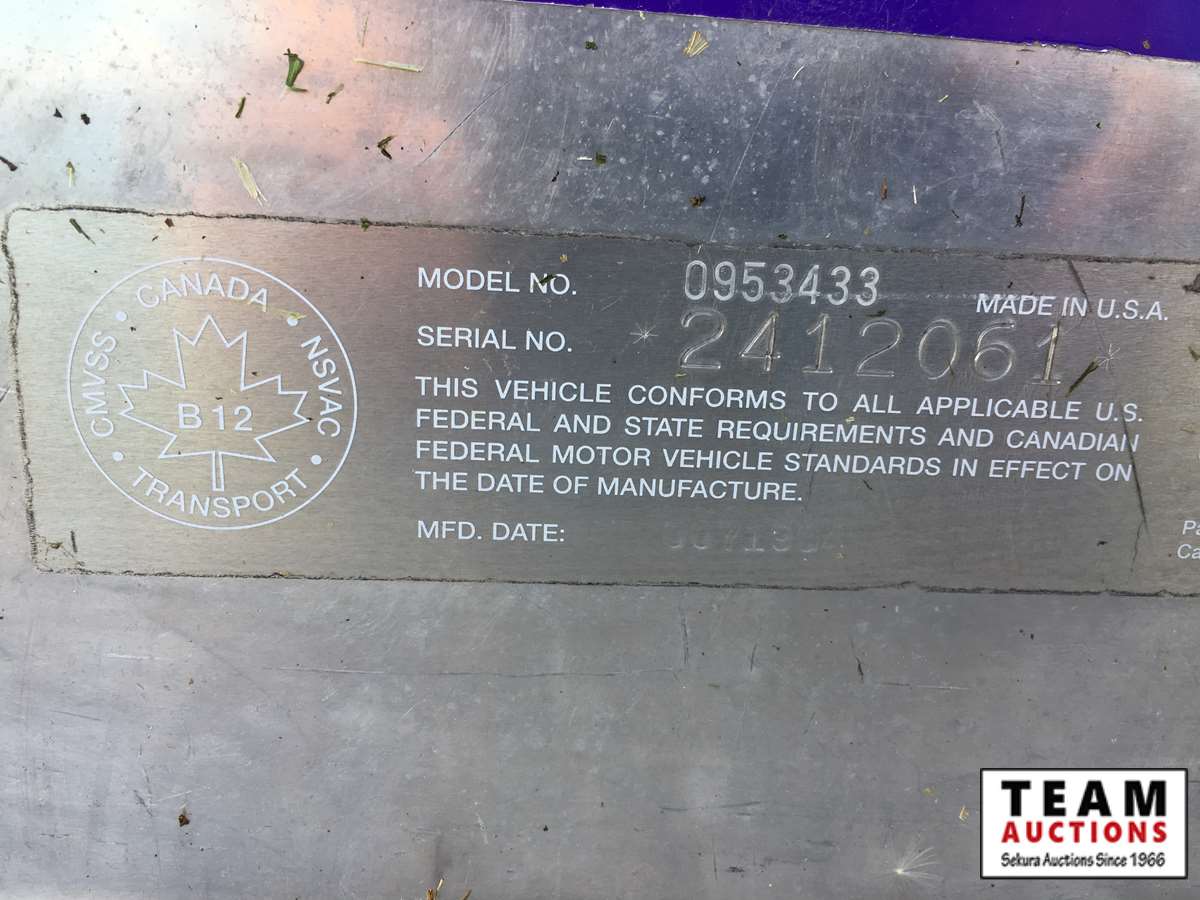 CANADA
CMVSS
NSVAC
B 12
TRANSPORT
MODEL NO. 0953433
MADE IN U.S.A.
SERIAL NO. *2412061*
THIS VEHICLE CONFORMS TO ALL APPLICABLE U.S.
FEDERAL AND STATE REQUIREMENTS AND CANADIAN
FEDERAL MOTOR VEHICLE STANDARDS IN EFFECT ON
THE DATE OF MANUFACTURE.
MFD. DATE:
TEAM
AUCTIONS
Sekura Auctions Since 1966